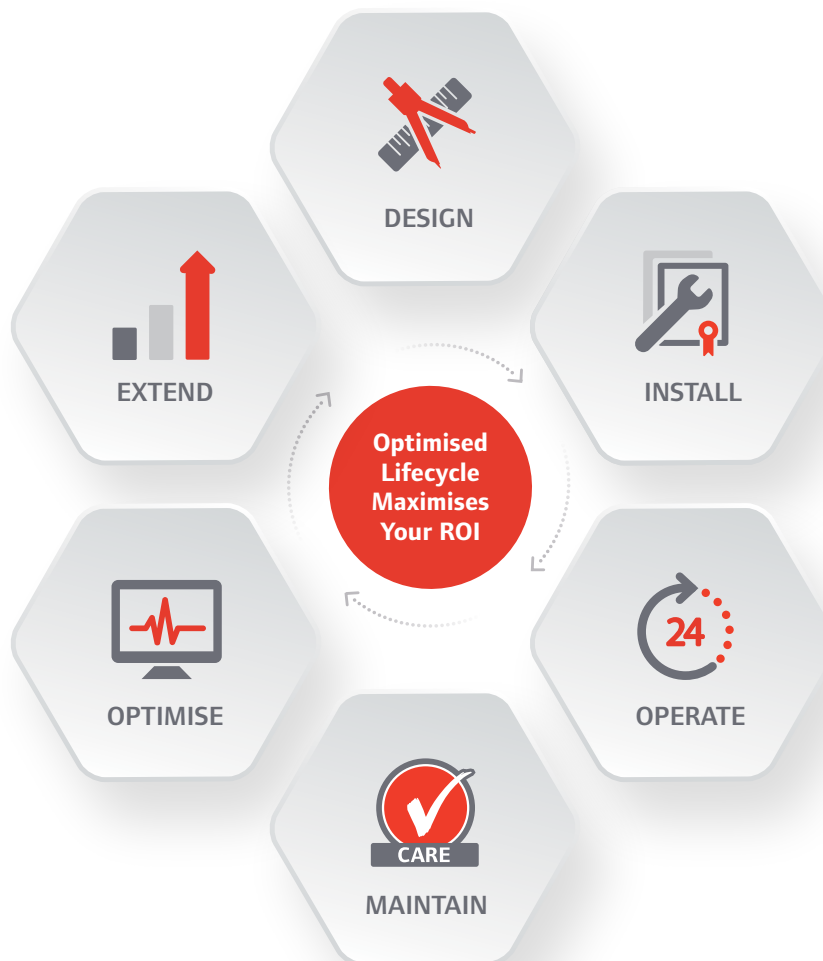 DESIGN
EXTEND
INSTALL
Optimised
Lifecycle
Maximises
Your ROI
24
OPTIMISE
OPERATE
CARE
MAINTAIN